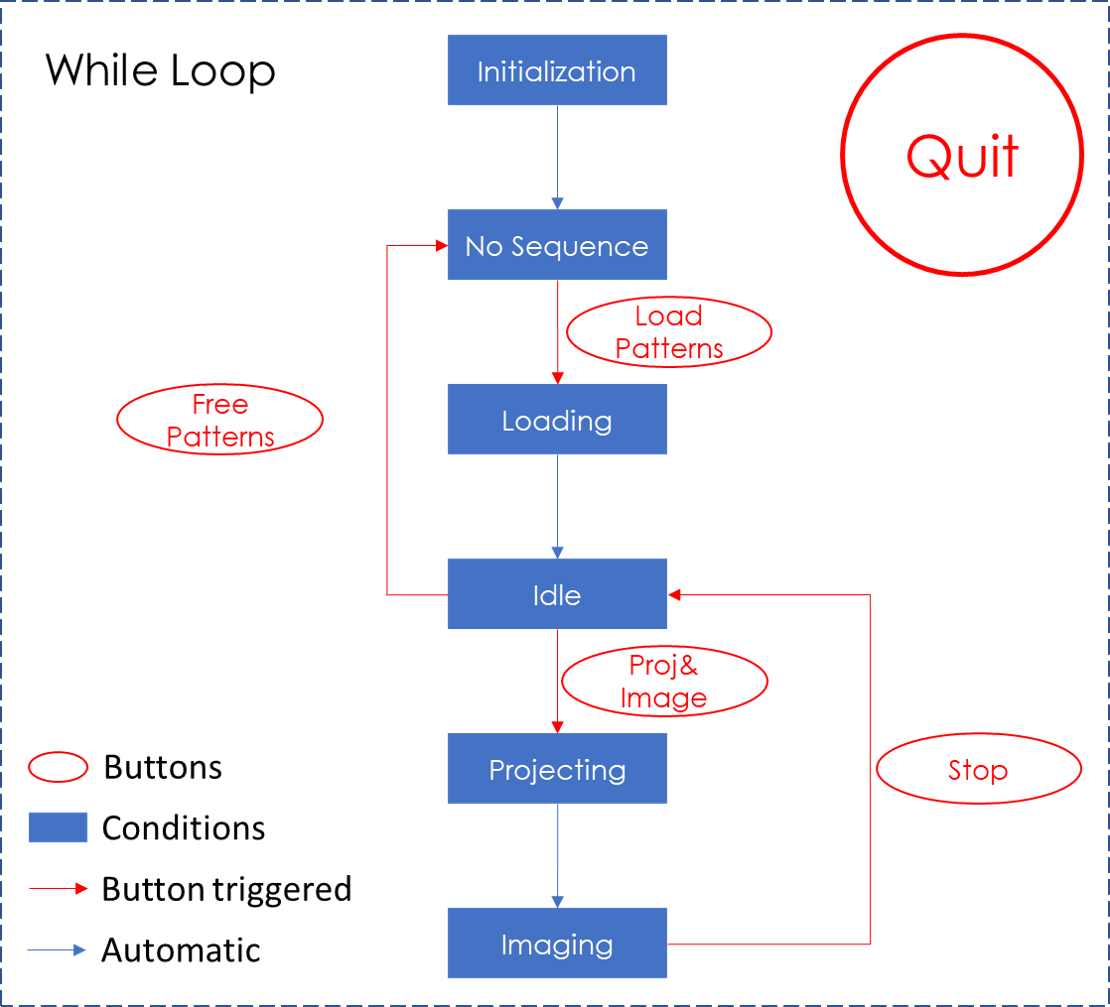 While Loop
Initialization
Quit
No Sequence
Load
Patterns
Free
Patterns
Loading
Idle
Proj&
Image
Projecting
Stop
Imaging
Buttons
Conditions
Button triggered
Automatic